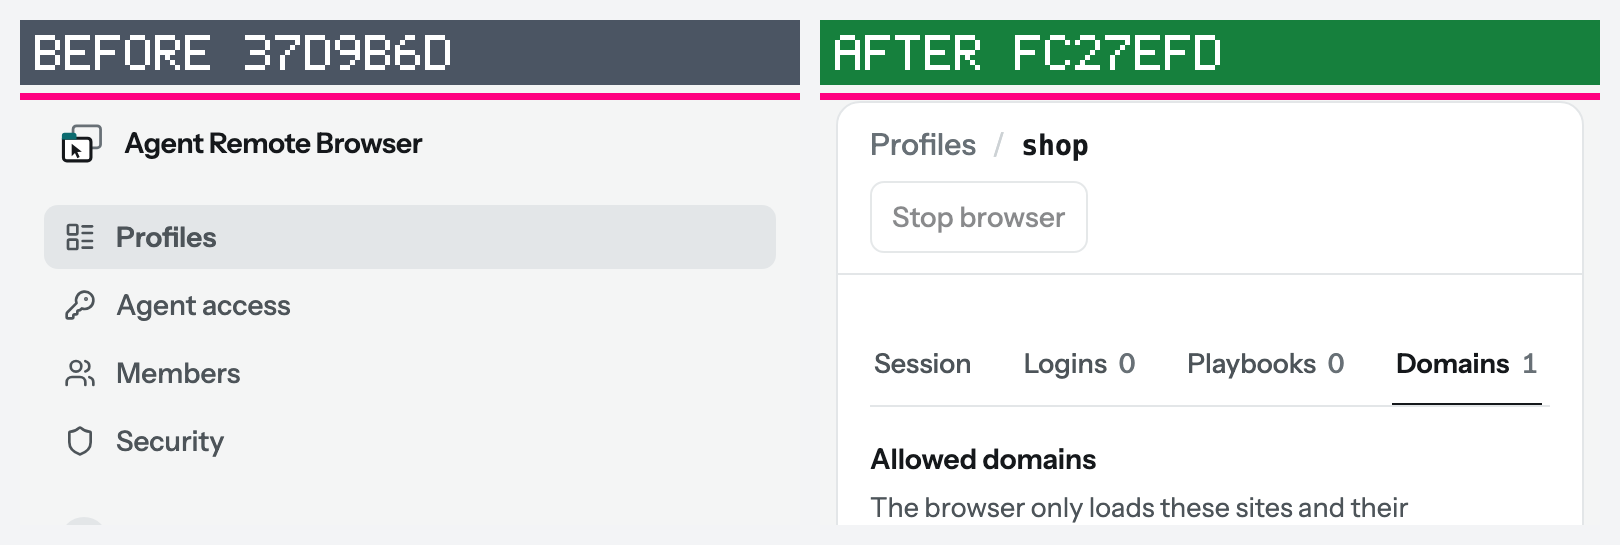 BEFORE 37D9B6D
Agent Remote Browser
Profiles
Agent access
Members
Security
AFTER FC27EFD
Profiles / shop
Stop browser
Session Logins 0 Playbooks 0 Domains 1
Allowed domains
The browser only loads these sites and their